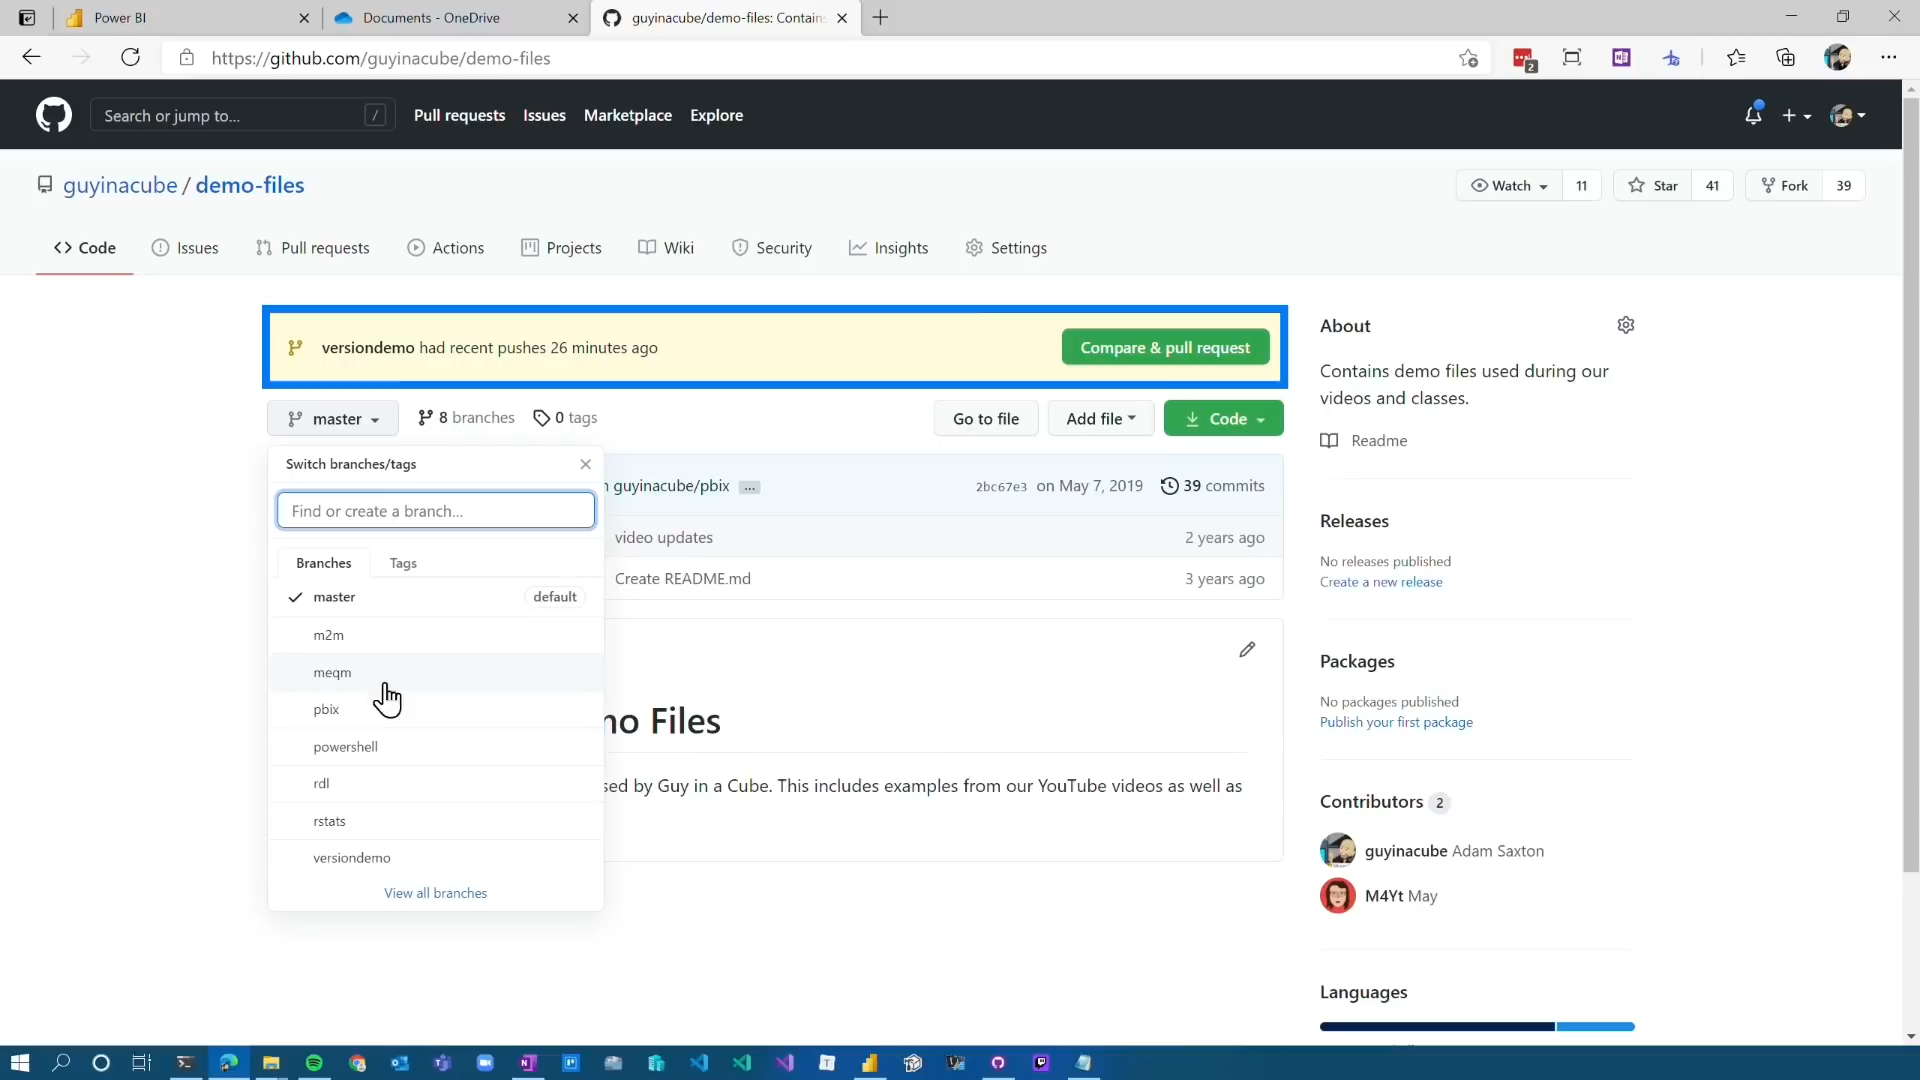 Power BI
Documents - OneDrive
guyinacube/demo-files: Contains
https://github.com/guyinacube/demo-files
2
Search or jump to...
/
Pull requests
Issues
Marketplace
Explore
guyinacube / demo-files
Watch
11
Star
41
Fork
39
Code
Issues
Pull requests
Actions
Projects
Wiki
Security
Insights
Settings
versiondemo had recent pushes 26 minutes ago
Compare & pull request
master
8 branches
0 tags
Go to file
Add file
Code
Switch branches/tags
Find or create a branch...
Branches
Tags
master
default
m2m
meqm
pbix
powershell
rdl
rstats
versiondemo
View all branches
guyinacube/pbix
...
2bc67e3 on May 7, 2019
39 commits
video updates
2 years ago
Create README.md
3 years ago
Files
by Guy in a Cube. This includes examples from our YouTube videos as well as
About
Contains demo files used during our
videos and classes.
Readme
Releases
No releases published
Create a new release
Packages
No packages published
Publish your first package
Contributors 2
guyinacube Adam Saxton
M4Yt May
Languages